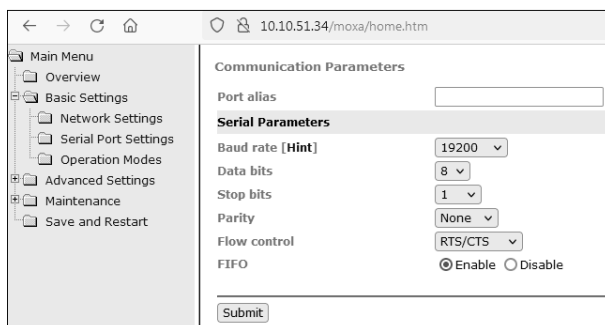 10.10.51.34/moxa/home.htm
Main Menu
Overview
Basic Settings
Network Settings
Serial Port Settings
Operation Modes
Advanced Settings
Maintenance
Save and Restart
Communication Parameters
Port alias
Serial Parameters
Baud rate [Hint] 19200
Data bits 8
Stop bits 1
Parity None
Flow control RTS/CTS
FIFO Enable Disable
Submit